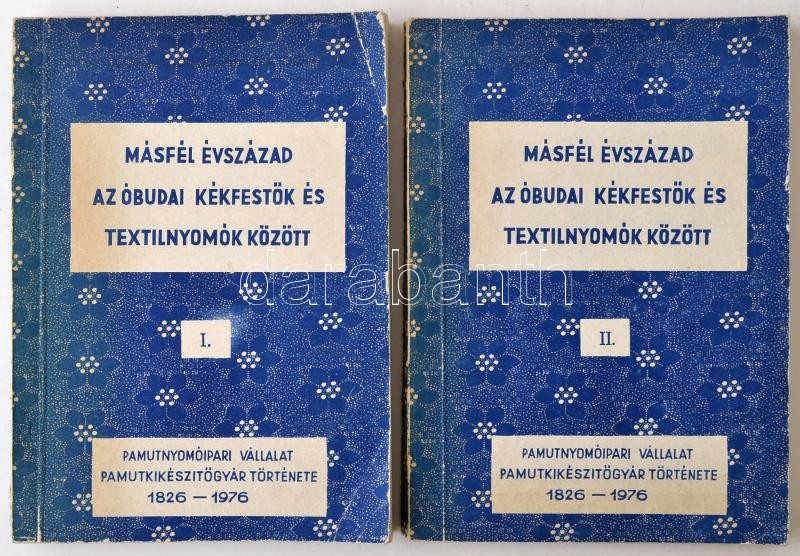 MÁSFÉL ÉVSZÁZAD
AZ ÓBUDAI KÉKFESTŐK ÉS
TEXTILNYOMÓK KÖZÖTT
I.
PAMUTNYOMÓIPARI VÁLLALAT
PAMUTKIKÉSZITŐGYÁR TÖRTÉNETE
1826 — 1976
MÁSFÉL ÉVSZÁZAD
AZ ÓBUDAI KÉKFESTŐK ÉS
TEXTILNYOMÓK KÖZÖTT
II.
PAMUTNYOMÓIPARI VÁLLALAT
PAMUTKIKÉSZITŐGYÁR TÖRTÉNETE
1826 — 1976
darabanth